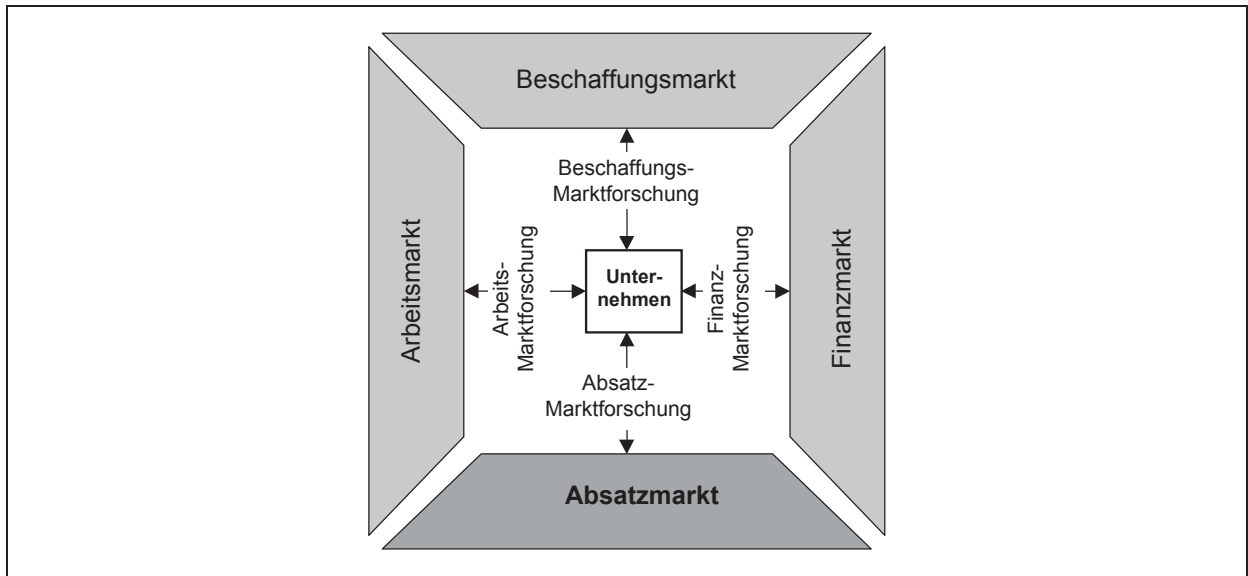 Beschaffungsmarkt
Beschaffungs-
Marktforschung
Arbeitsmarkt
Arbeits-
Marktforschung
Unter-
nehmen
Finanz-
Marktforschung
Finanzmarkt
Absatz-
Marktforschung
Absatzmarkt